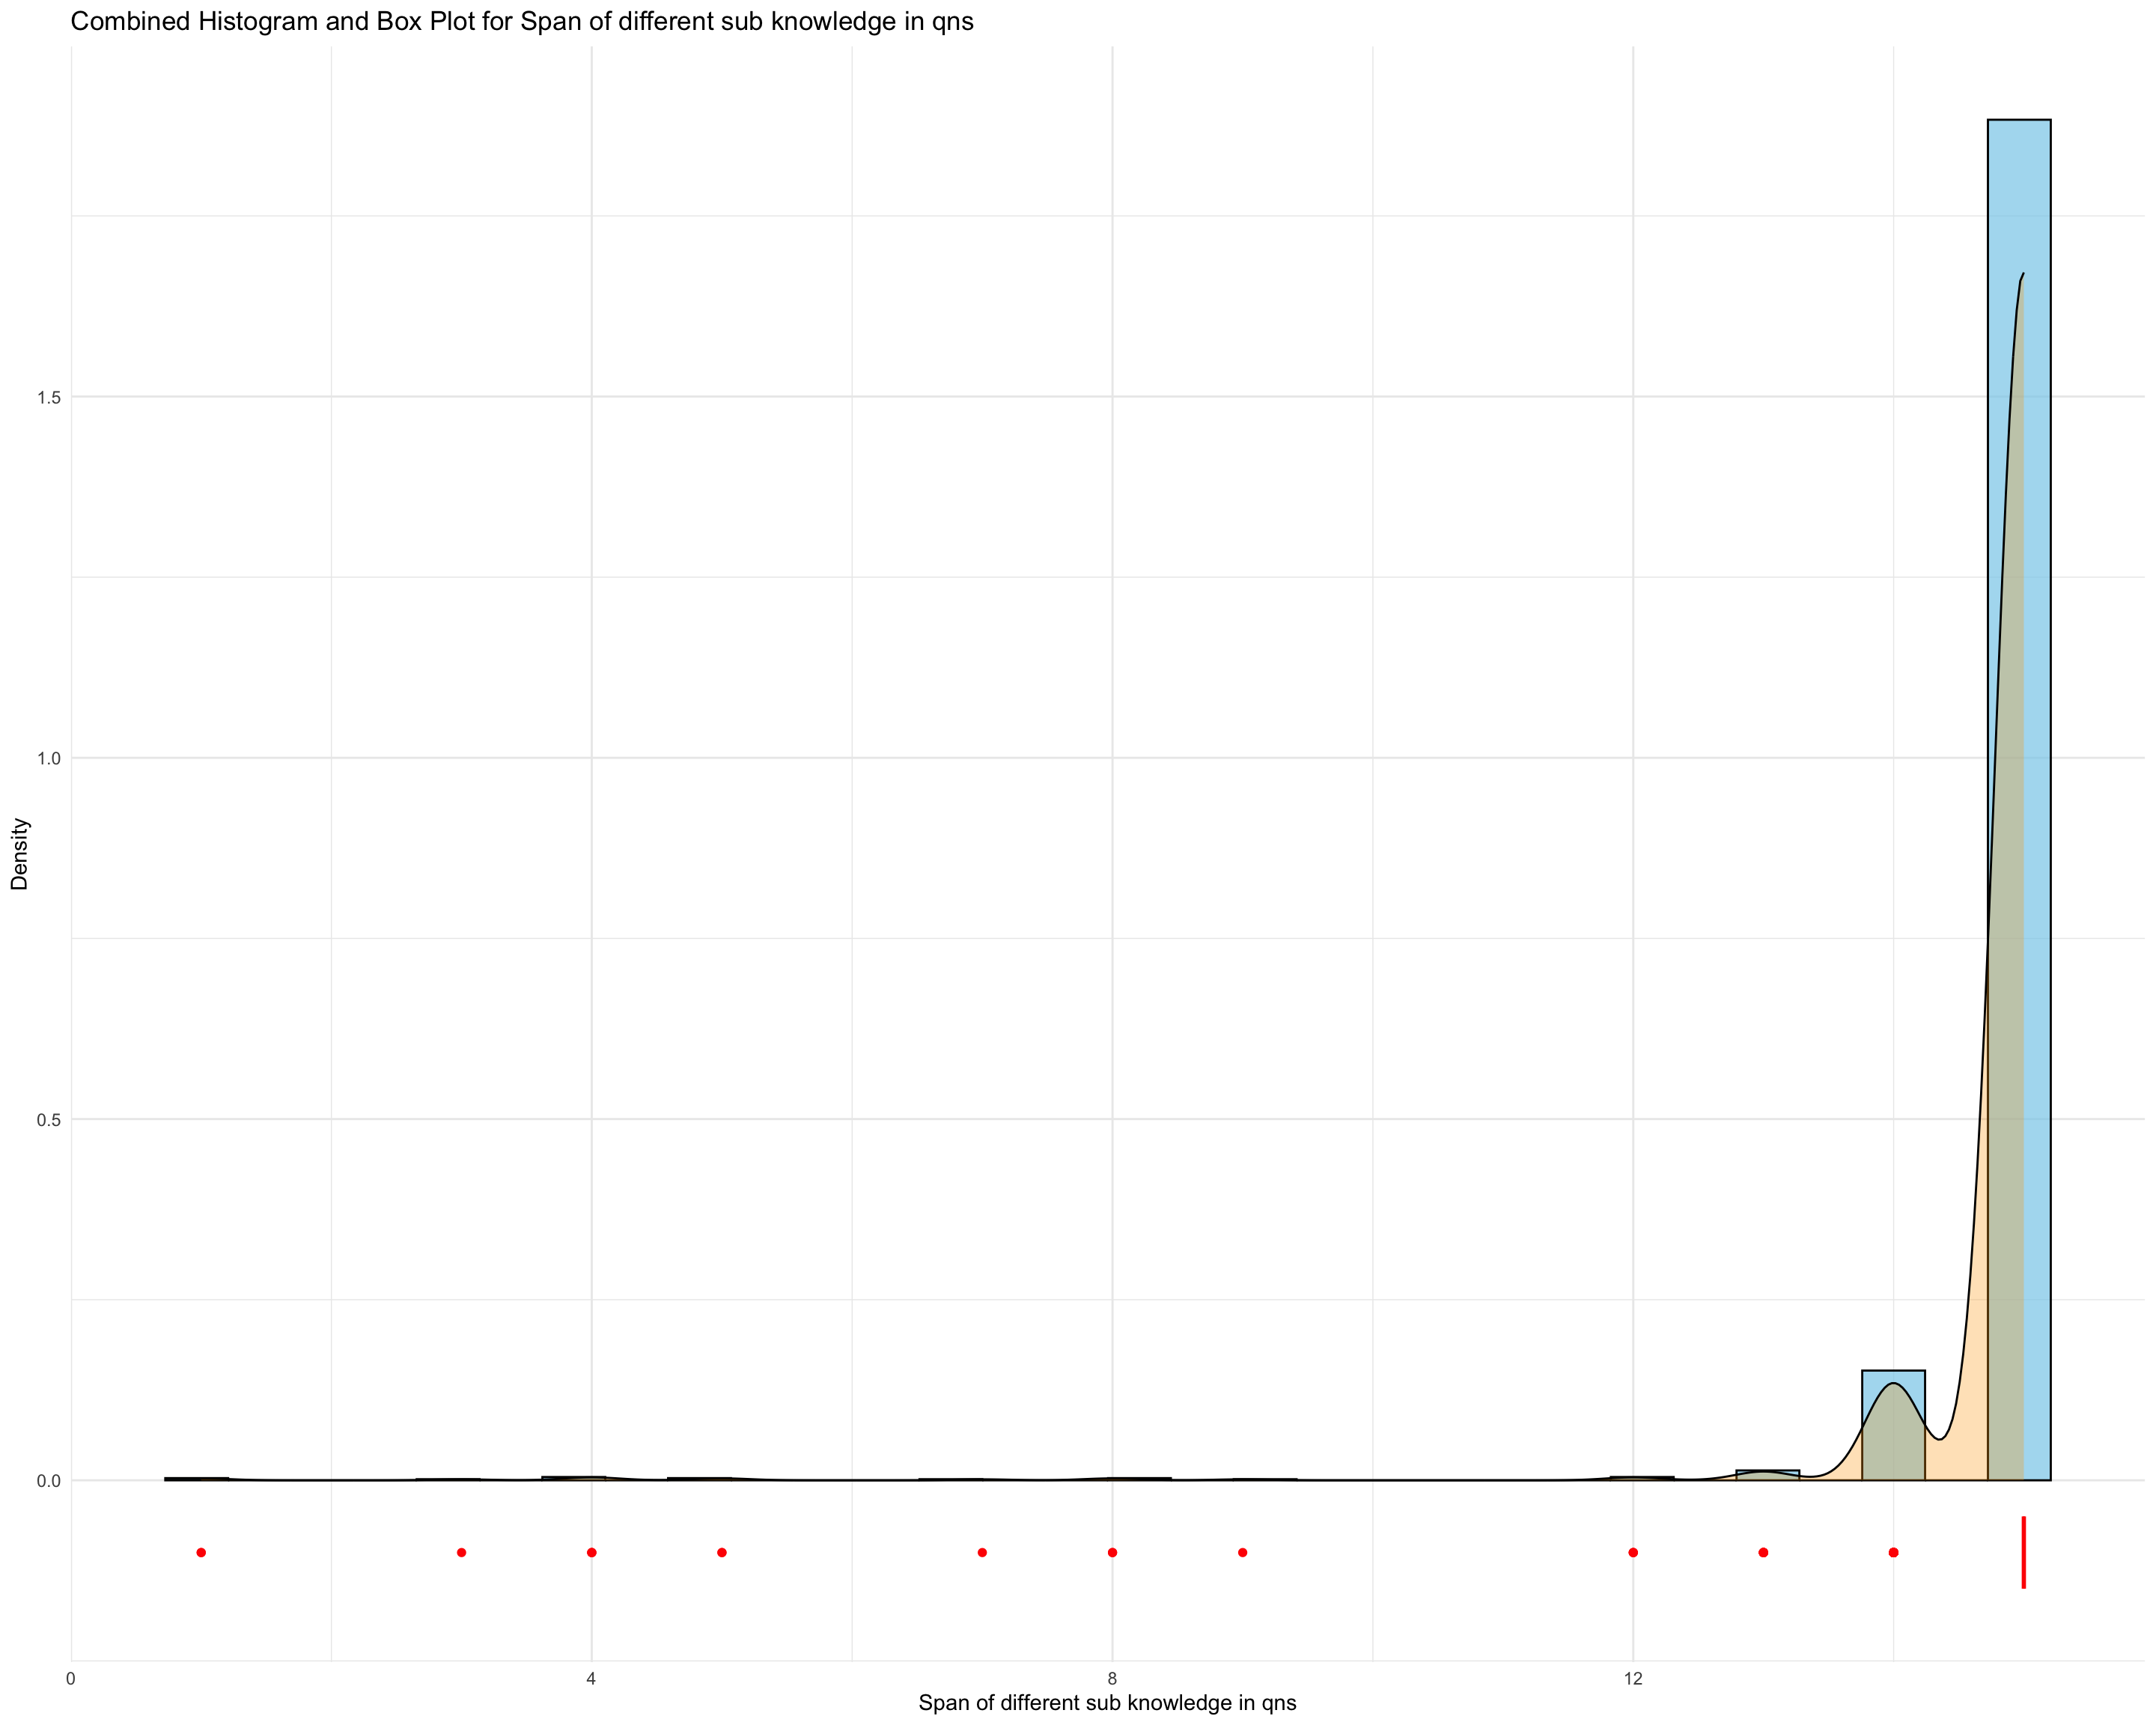 Combined Histogram and Box Plot for Span of different sub knowledge in qns
Density
1.5
1.0
0.5
0.0
0 4 8 12
Span of different sub knowledge in qns